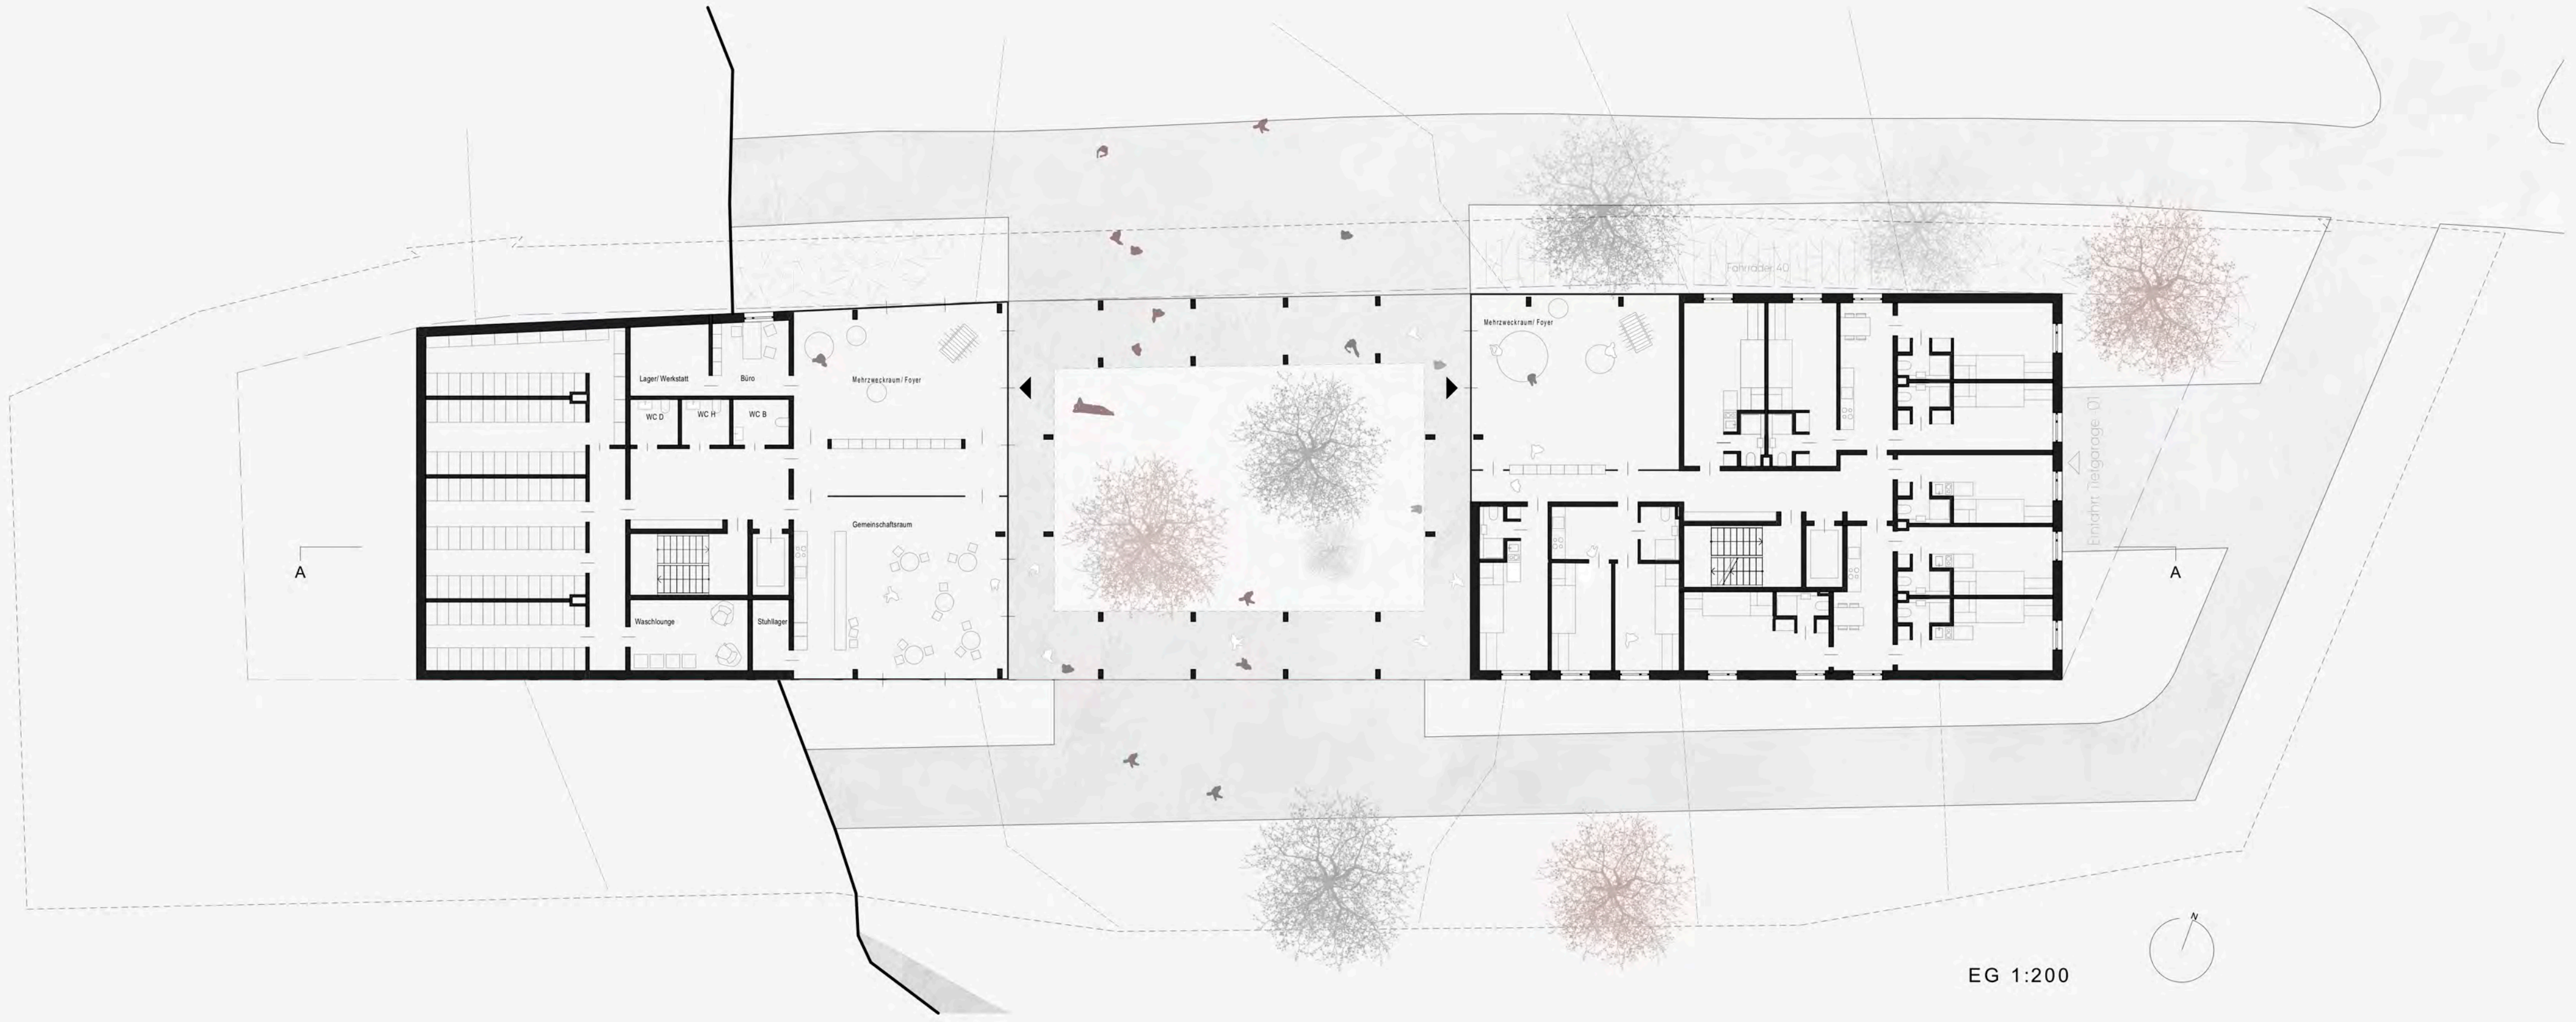 Fahrräder 40
Mehrzweckraum/ Foyer
Lager/ Werkstatt
Büro
Mehrzweckraum/ Foyer
WC D
WC H
WC B
Einfahrt Tiefgarage 01
Gemeinschaftsraum
A
A
Waschlounge
Stuhllager
N
EG 1:200